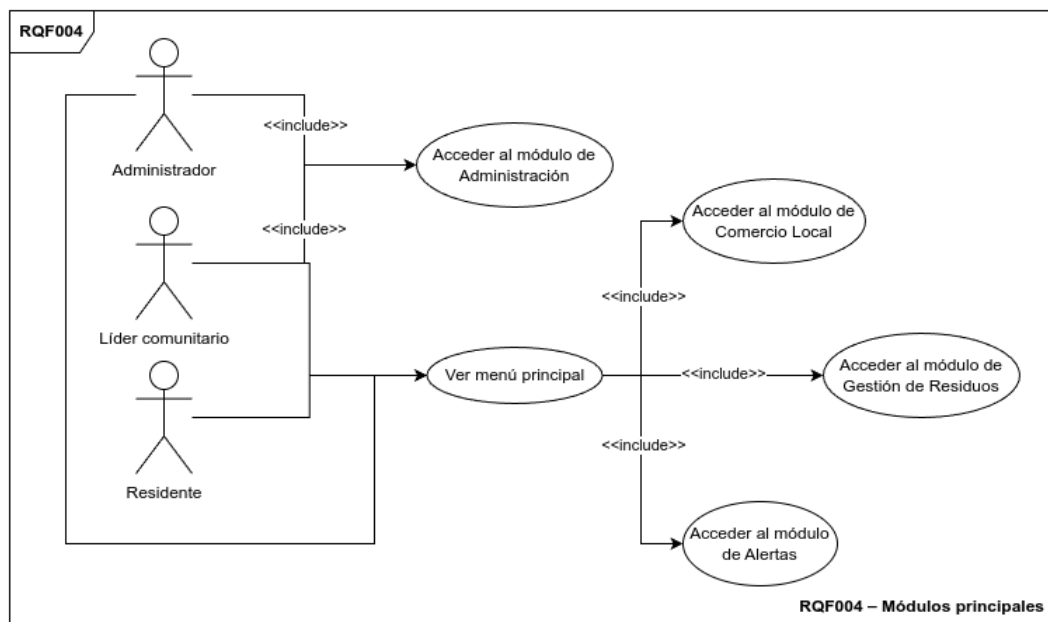 RQF004
<<include>>
Acceder al módulo de
Administración
Administrador
Acceder al módulo de
Comercio Local
<<include>>
<<include>>
Líder comunitario
Ver menú principal
<<include>>
Acceder al módulo de
Gestión de Residuos
<<include>>
Residente
Acceder al módulo
de Alertas
RQF004 – Módulos principales